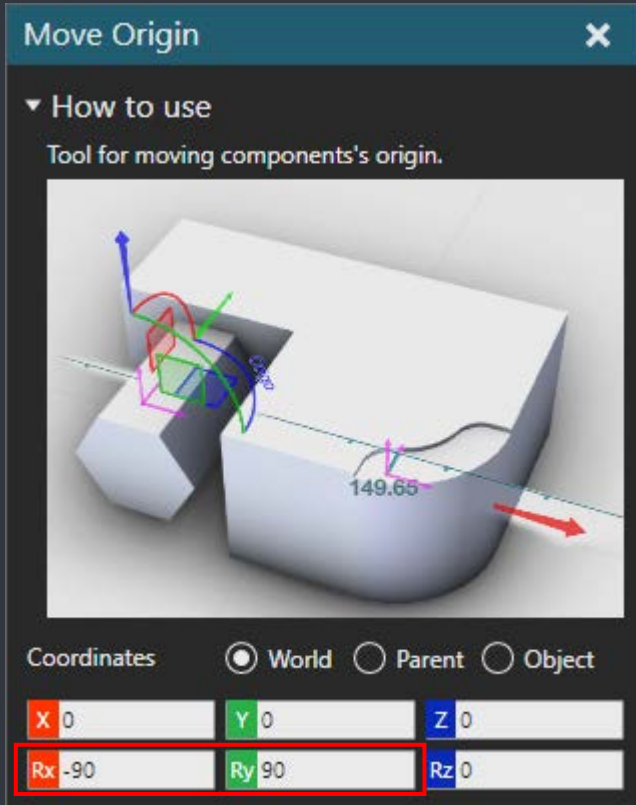 Move Origin
How to use
Tool for moving components's origin.
149.65
Coordinates World Parent Object
X 0 Y 0 Z 0
Rx -90 Ry 90 Rz 0